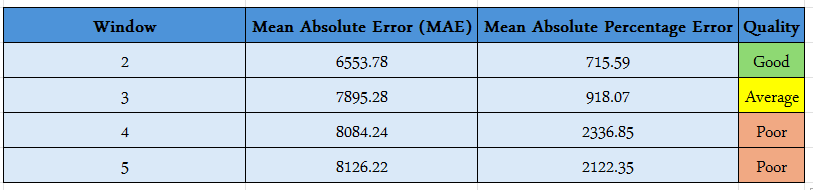 Window Mean Absolute Error (MAE) Mean Absolute Percentage Error Quality
2 6553.78 715.59 Good
3 7895.28 918.07 Average
4 8084.24 2336.85 Poor
5 8126.22 2122.35 Poor